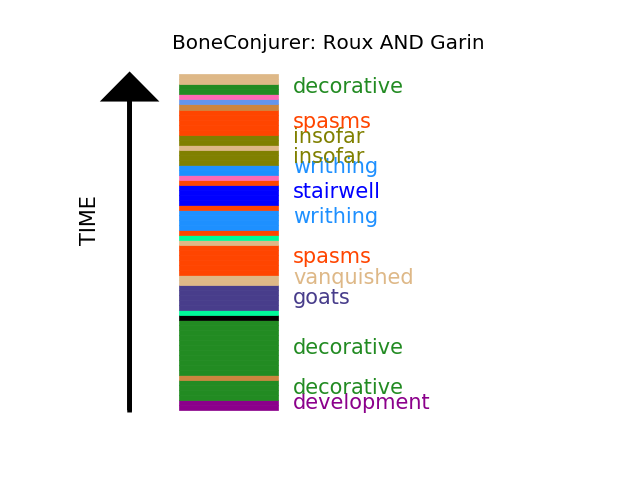 BoneConjurer: Roux AND Garin
TIME
decorative
spasms
insofar
insofar
writhing
stairwell
writhing
spasms
vanquished
goats
decorative
decorative
development